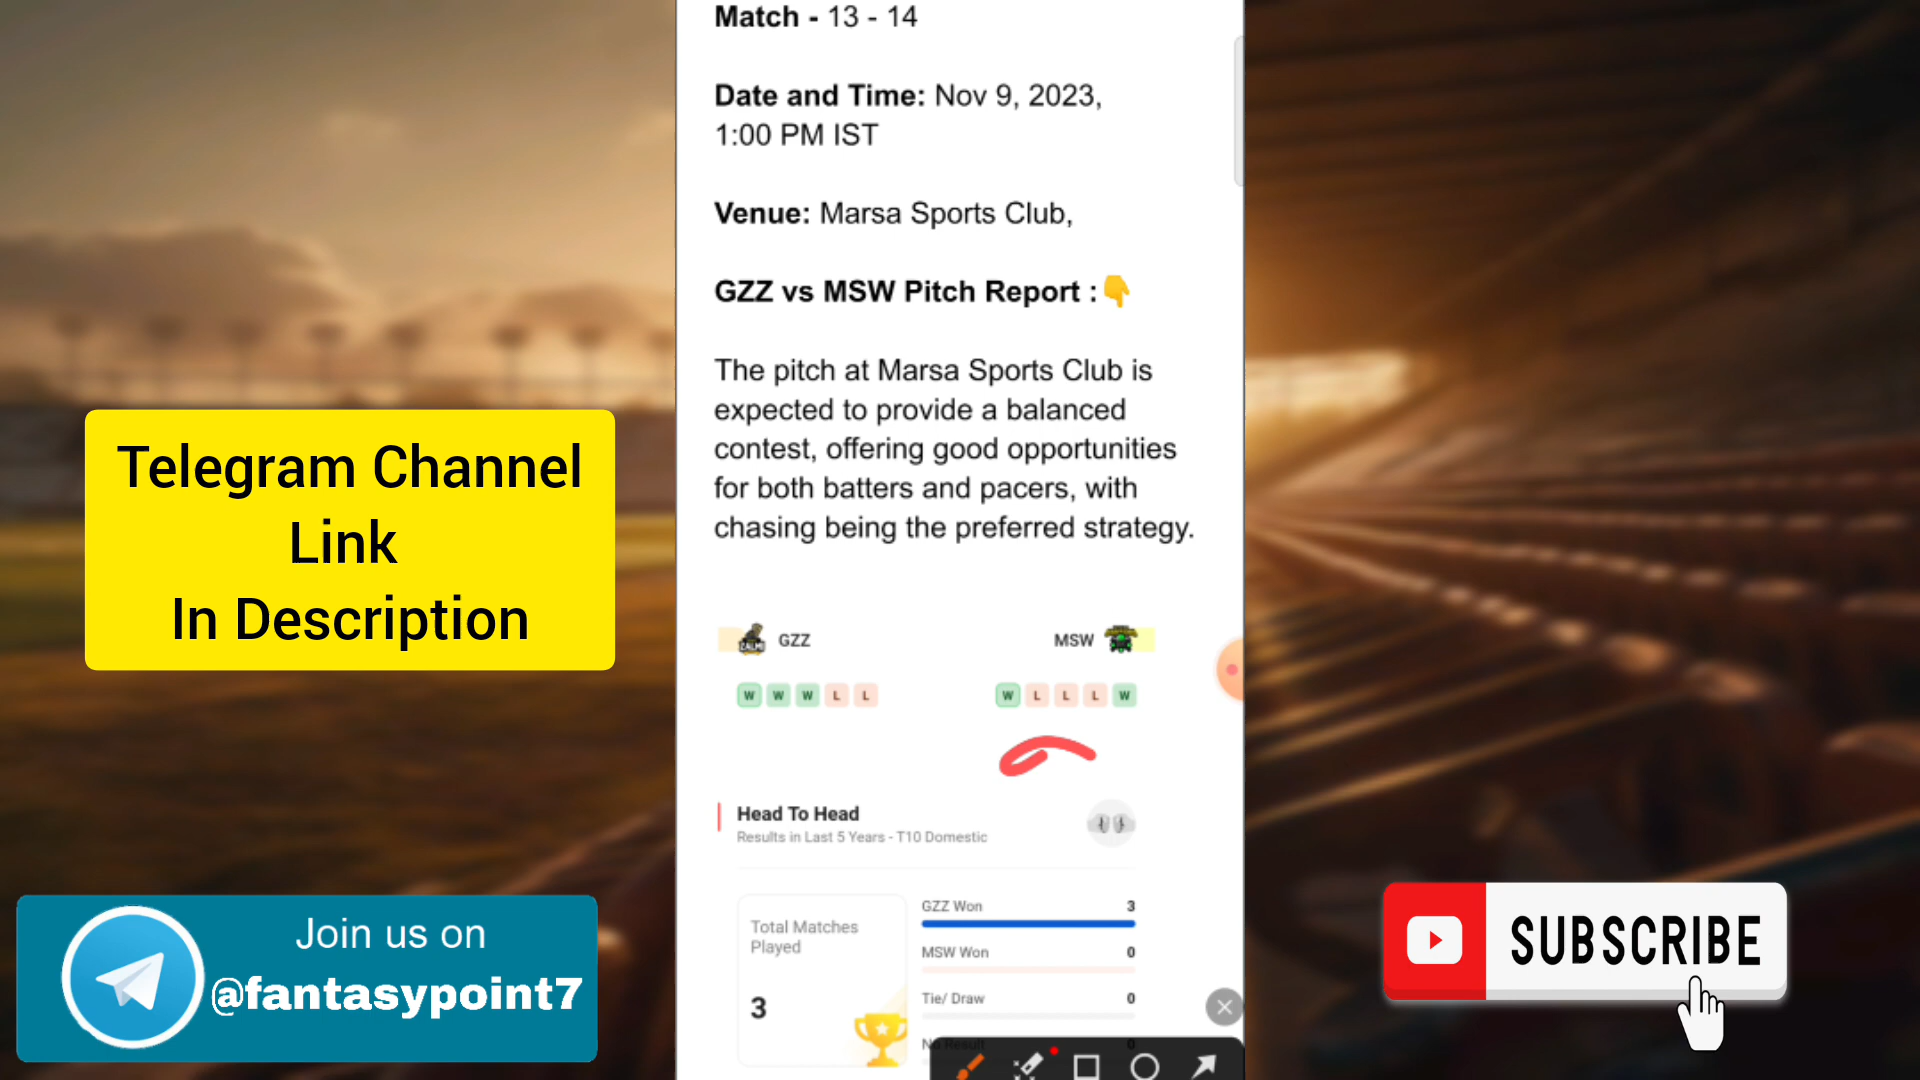 Match - 13 - 14
Date and Time: Nov 9, 2023,
1:00 PM IST
Venue: Marsa Sports Club,
GZZ vs MSW Pitch Report :👇
The pitch at Marsa Sports Club is
expected to provide a balanced
contest, offering good opportunities
for both batters and pacers, with
chasing being the preferred strategy.
GZZ
MSW
W W W L L
W L L L W
Head To Head
Results in Last 5 Years - T10 Domestic
Total Matches
Played
3
GZZ Won 3
MSW Won 0
Tie/ Draw 0
No Result 0
Telegram Channel
Link
In Description
Join us on
@fantasypoint7
SUBSCRIBE